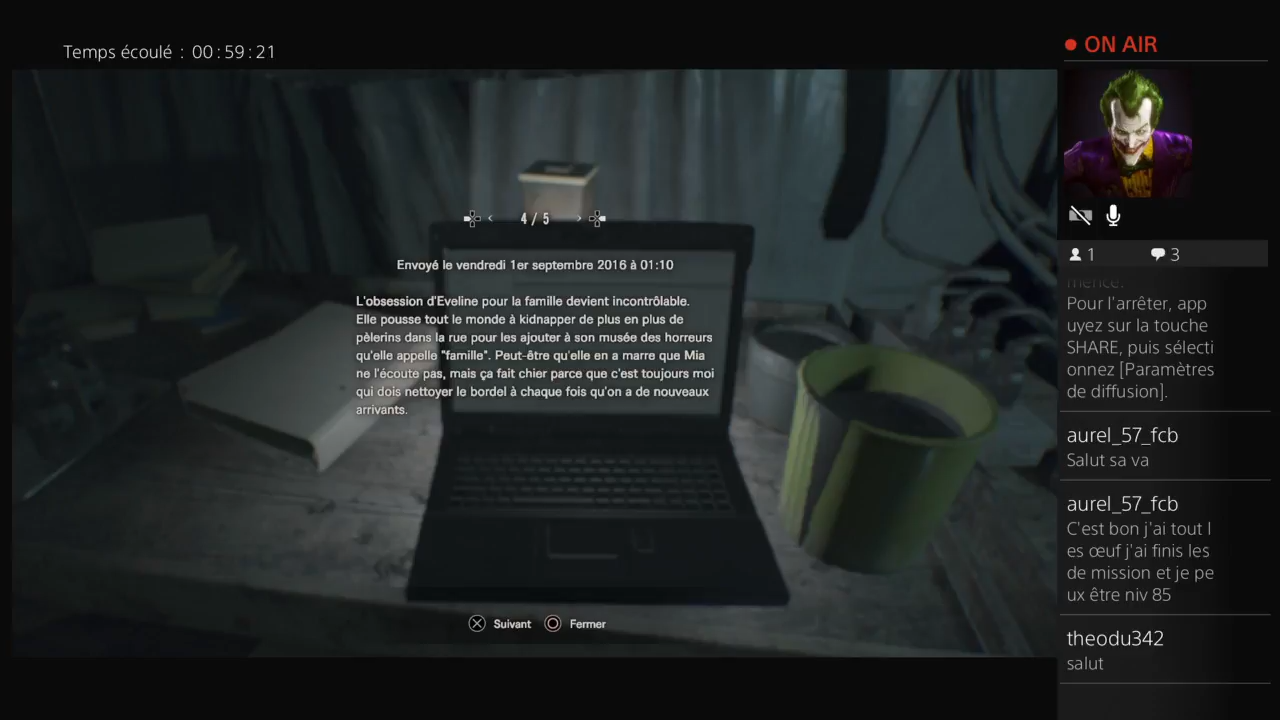 Temps écoulé : 00:59:21
4 / 5
Envoyé le vendredi 1er septembre 2016 à 01:10
L'obsession d'Eveline pour la famille devient incontrôlable.
Elle pousse tout le monde à kidnapper de plus en plus de
pèlerins dans la rue pour les ajouter à son musée des horreurs
qu'elle appelle "famille". Peut-être qu'elle en a marre que Mia
ne l'écoute pas, mais ça fait chier parce que c'est toujours moi
qui dois nettoyer le bordel à chaque fois qu'on a de nouveaux
arrivants.
Suivant
Fermer
ON AIR
1
3
mence.
Pour l'arrêter, app
uyez sur la touche
SHARE, puis sélecti
onnez [Paramètres
de diffusion].
aurel_57_fcb
Salut sa va
aurel_57_fcb
C'est bon j'ai tout l
es œuf j'ai finis les
de mission et je pe
ux être niv 85
theodu342
salut